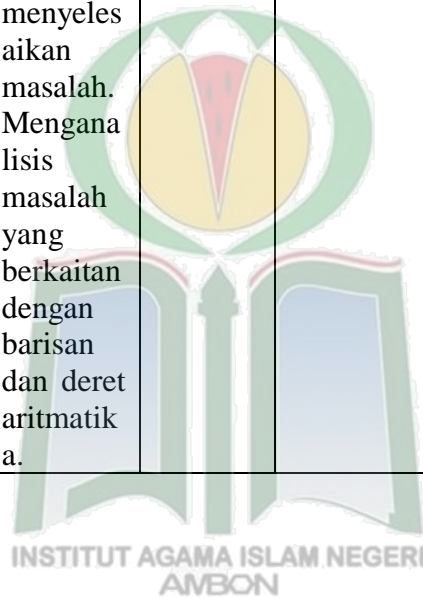 menyeles
aikan
masalah.
Mengana
lisis
masalah
yang
berkaitan
dengan
barisan
dan deret
aritmatik
a.
INSTITUT AGAMA ISLAM NEGERI
AMBON